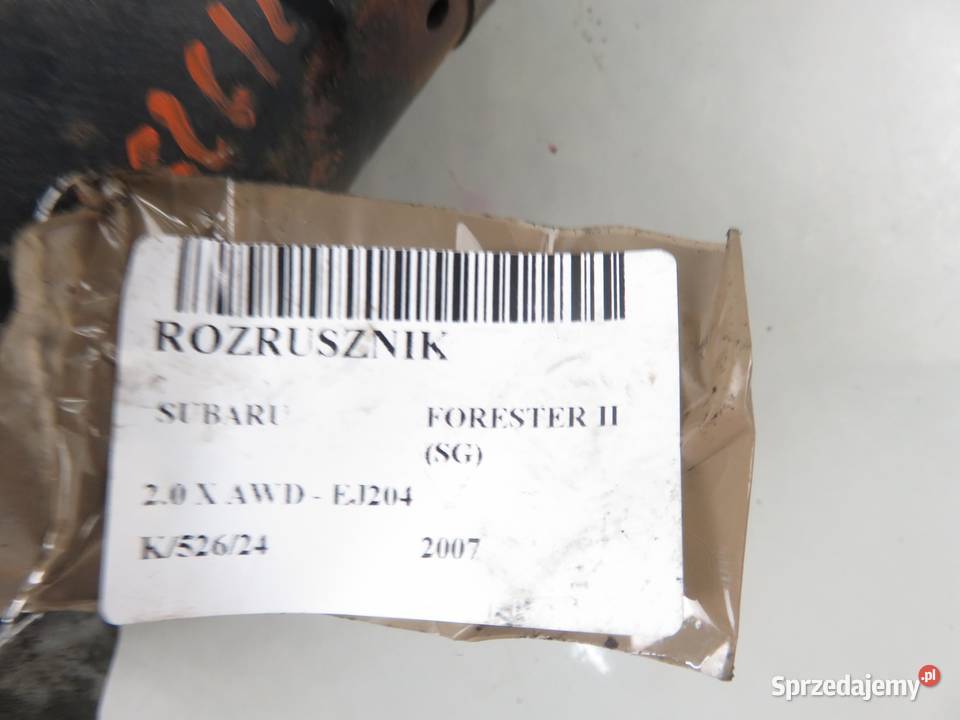 ROZRUSZNIK
SUBARU FORESTER II
(SG)
2.0 X AWD - EJ204
K/526/24 2007
Sprzedajemy.pl